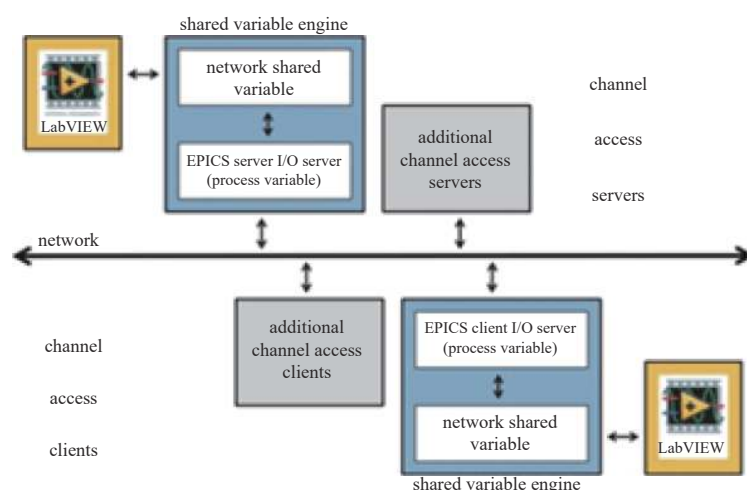 shared variable engine
LabVIEW
network shared
variable
EPICS server I/O server
(process variable)
additional
channel access
servers
channel
access
servers
network
additional
channel access
clients
channel
access
clients
EPICS client I/O server
(process variable)
network shared
variable
LabVIEW
shared variable engine